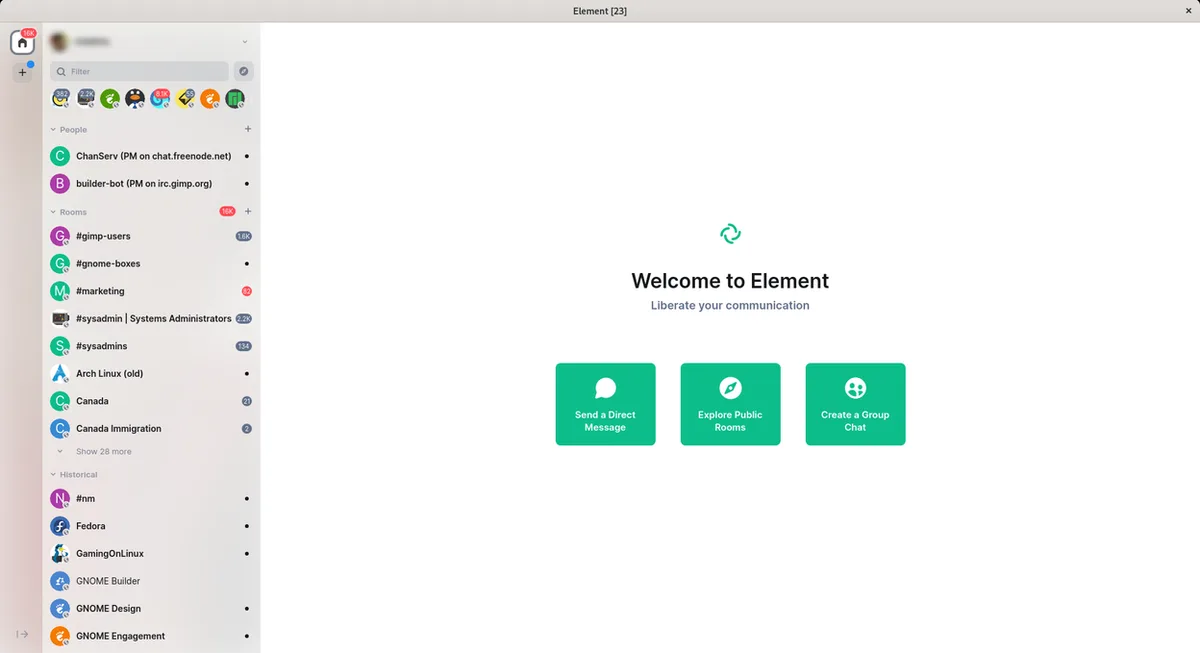 Element [23]
16K
Filter
382
2.2K
8.1K
55
People
C
ChanServ (PM on chat.freenode.net)
B
builder-bot (PM on irc.gimp.org)
Rooms
16K
G
#gimp-users
1.6K
G
#gnome-boxes
M
#marketing
#sysadmin | Systems Administrators
2.2K
S
#sysadmins
134
Arch Linux (old)
C
Canada
21
C
Canada Immigration
2
Show 28 more
Historical
N
#nm
Fedora
GamingOnLinux
GNOME Builder
GNOME Design
GNOME Engagement
Welcome to Element
Liberate your communication
Send a Direct
Message
Explore Public
Rooms
Create a Group
Chat